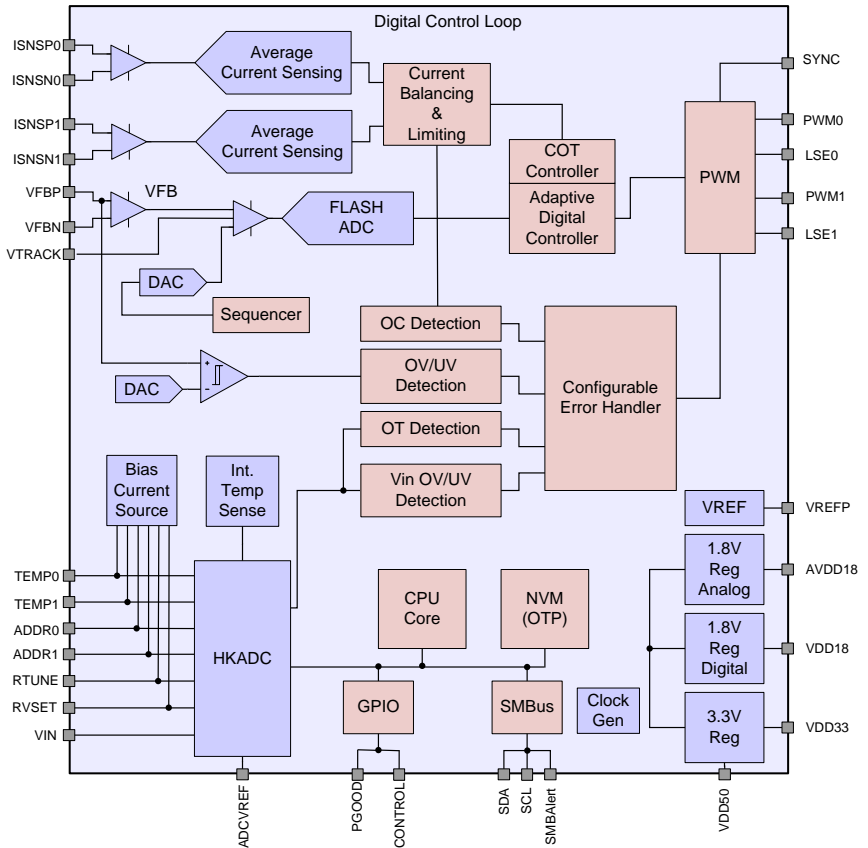 Digital Control Loop
ISNSP0
ISNSN0
Average
Current Sensing
Current
Balancing
&
Limiting
SYNC
ISNSP1
ISNSN1
Average
Current Sensing
COT
Controller
Adaptive
Digital
Controller
PWM
PWM0
LSE0
PWM1
LSE1
VFBP
VFB
VFBN
VTRACK
FLASH
ADC
DAC
Sequencer
OC Detection
DAC
+
-
OV/UV
Detection
Configurable
Error Handler
OT Detection
Vin OV/UV
Detection
Bias
Current
Source
Int.
Temp
Sense
VREF
VREFP
1.8V
Reg
Analog
AVDD18
TEMP0
TEMP1
ADDR0
ADDR1
RTUNE
RVSET
VIN
HKADC
CPU
Core
NVM
(OTP)
1.8V
Reg
Digital
VDD18
GPIO
SMBus
Clock
Gen
3.3V
Reg
VDD33
ADCVREF
PGOOD
CONTROL
SDA
SCL
SMBAlert
VDD50